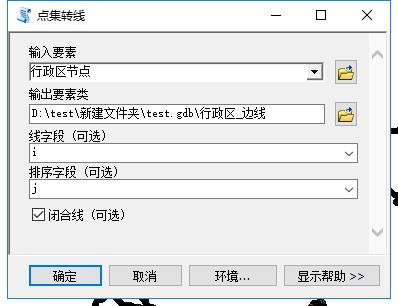 点集转线
输入要素
行政区节点
输出要素类
D:\test\新建文件夹\test.gdb\行政区_边线
线字段（可选）
i
排序字段（可选）
j
闭合线（可选）
确定 取消 环境... 显示帮助 >>